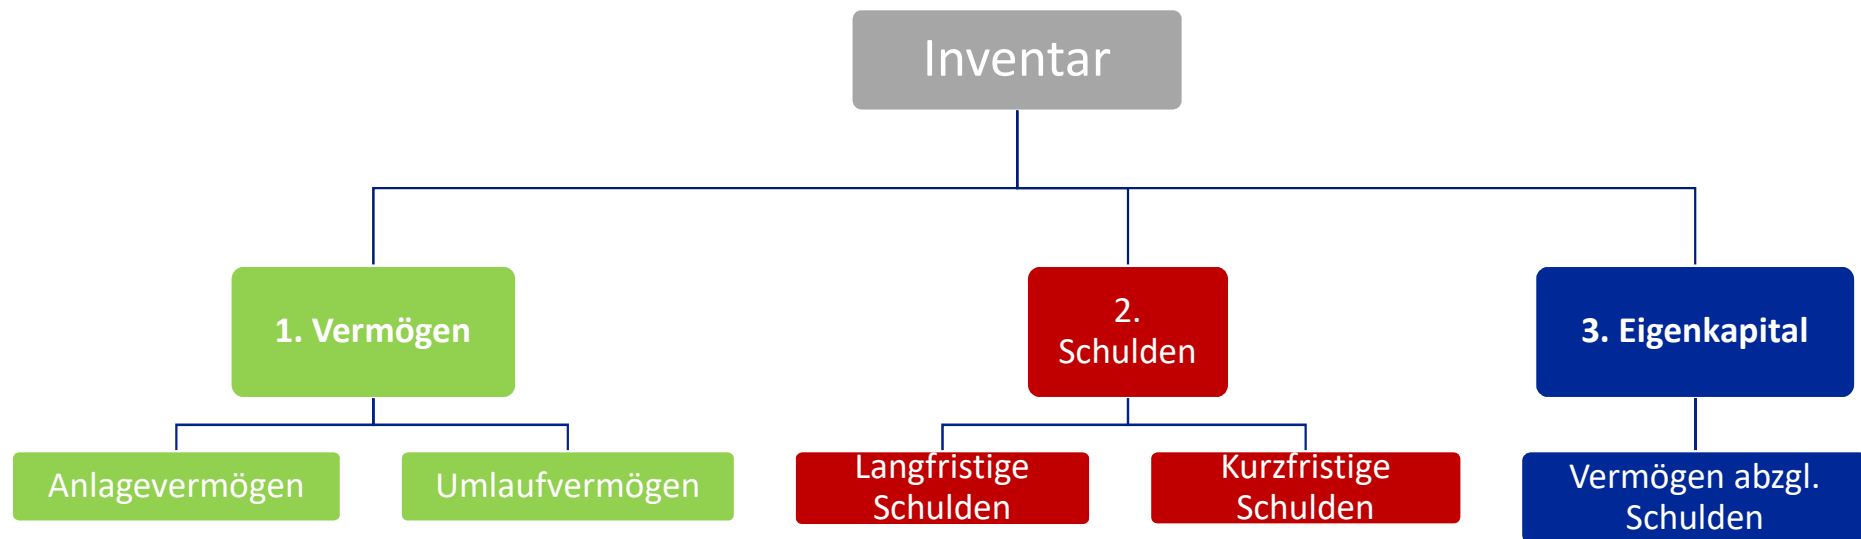 Inventar
1. Vermögen
2.
Schulden
3. Eigenkapital
Anlagevermögen
Umlaufvermögen
Langfristige
Schulden
Kurzfristige
Schulden
Vermögen abzgl.
Schulden